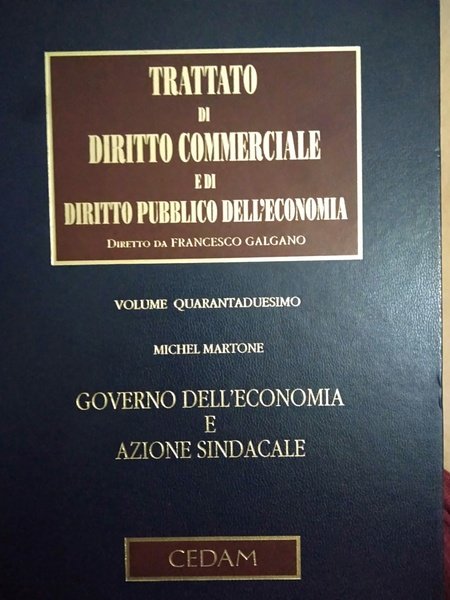 TRATTATO
DI
DIRITTO COMMERCIALE
E DI
DIRITTO PUBBLICO DELL'ECONOMIA
DIRETTO DA FRANCESCO GALGANO
VOLUME QUARANTADUESIMO
MICHEL MARTONE
GOVERNO DELL'ECONOMIA
E
AZIONE SINDACALE
CEDAM